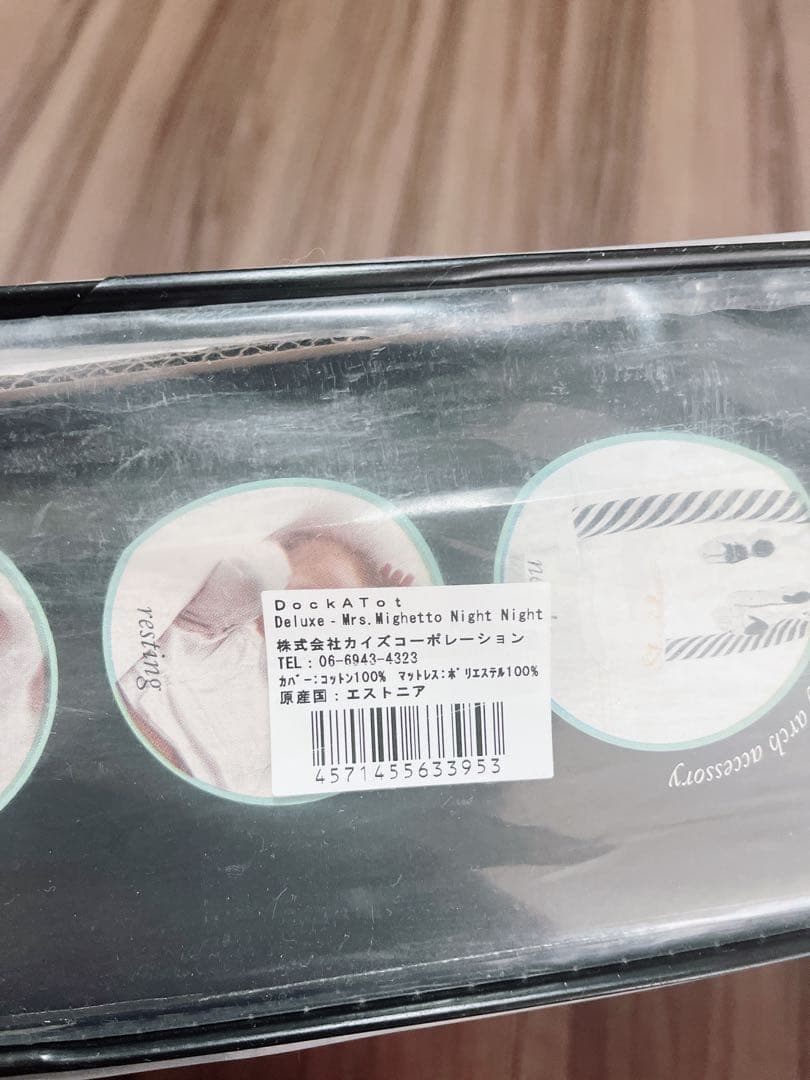 resting
DockATot
Deluxe - Mrs.Mighetto Night Night
株式会社カイズコーポレーション
TEL：06-6943-4323
ｶﾊﾞｰ：ｺｯﾄﾝ100% ﾏｯﾄﾚｽ：ﾎﾟﾘｴｽﾃﾙ100%
原産国：エストニア
4571455633953
arch accessory